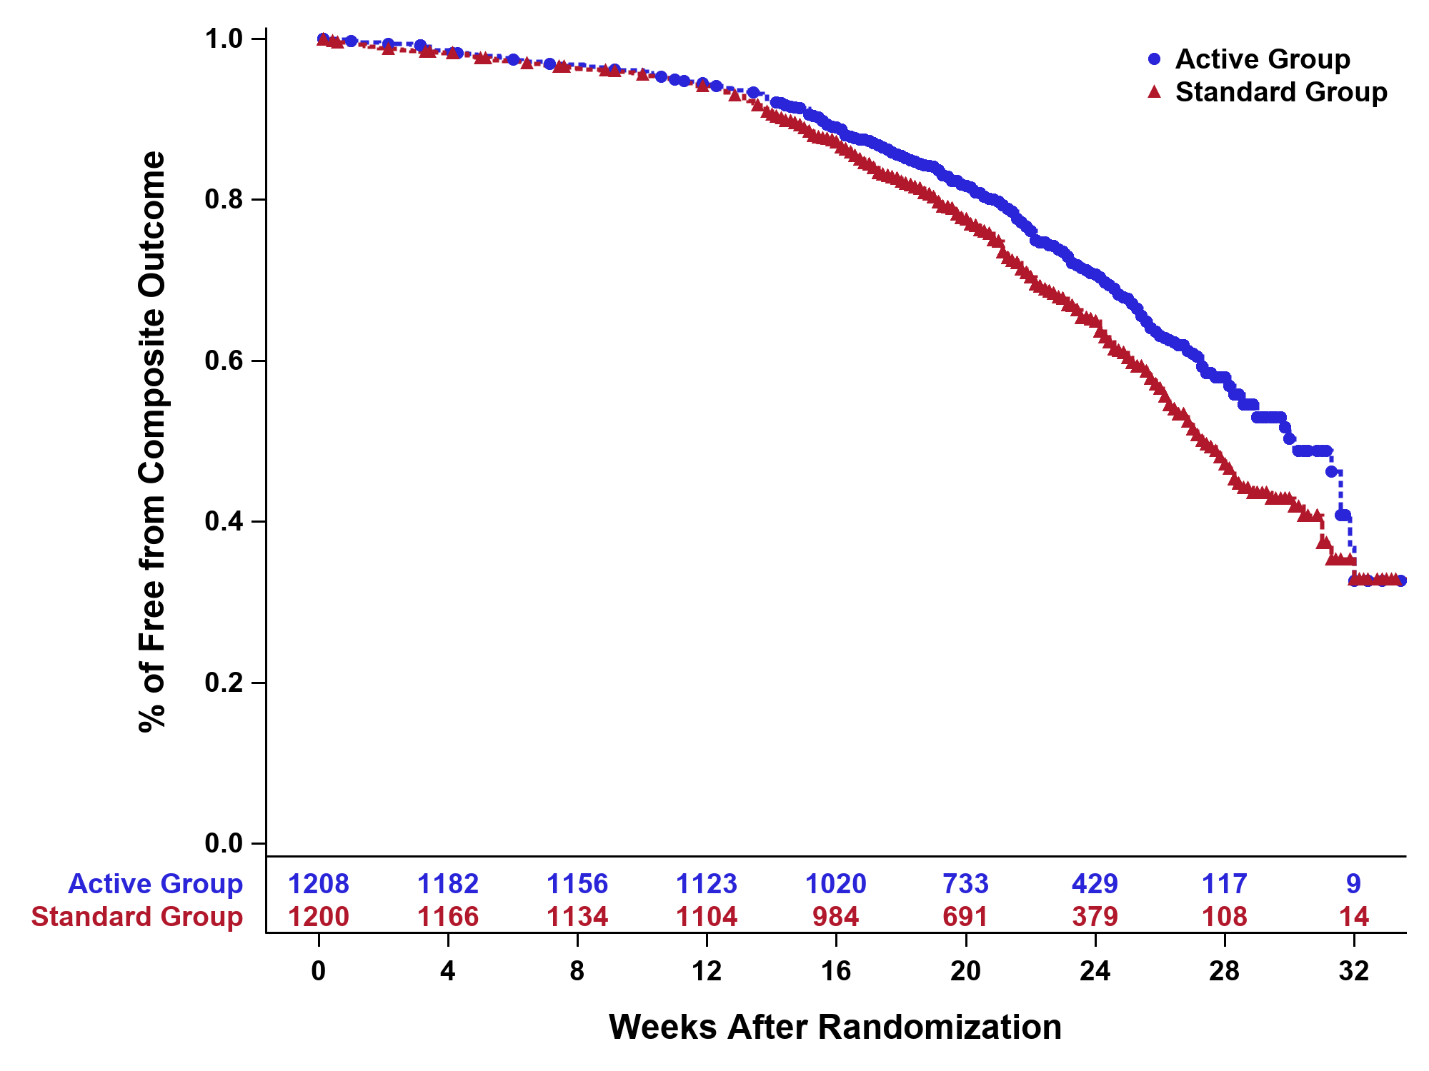 Active Group
Standard Group
% of Free from Composite Outcome
1.0
0.8
0.6
0.4
0.2
0.0
Active Group 1208 1182 1156 1123 1020 733 429 117 9
Standard Group 1200 1166 1134 1104 984 691 379 108 14
0 4 8 12 16 20 24 28 32
Weeks After Randomization